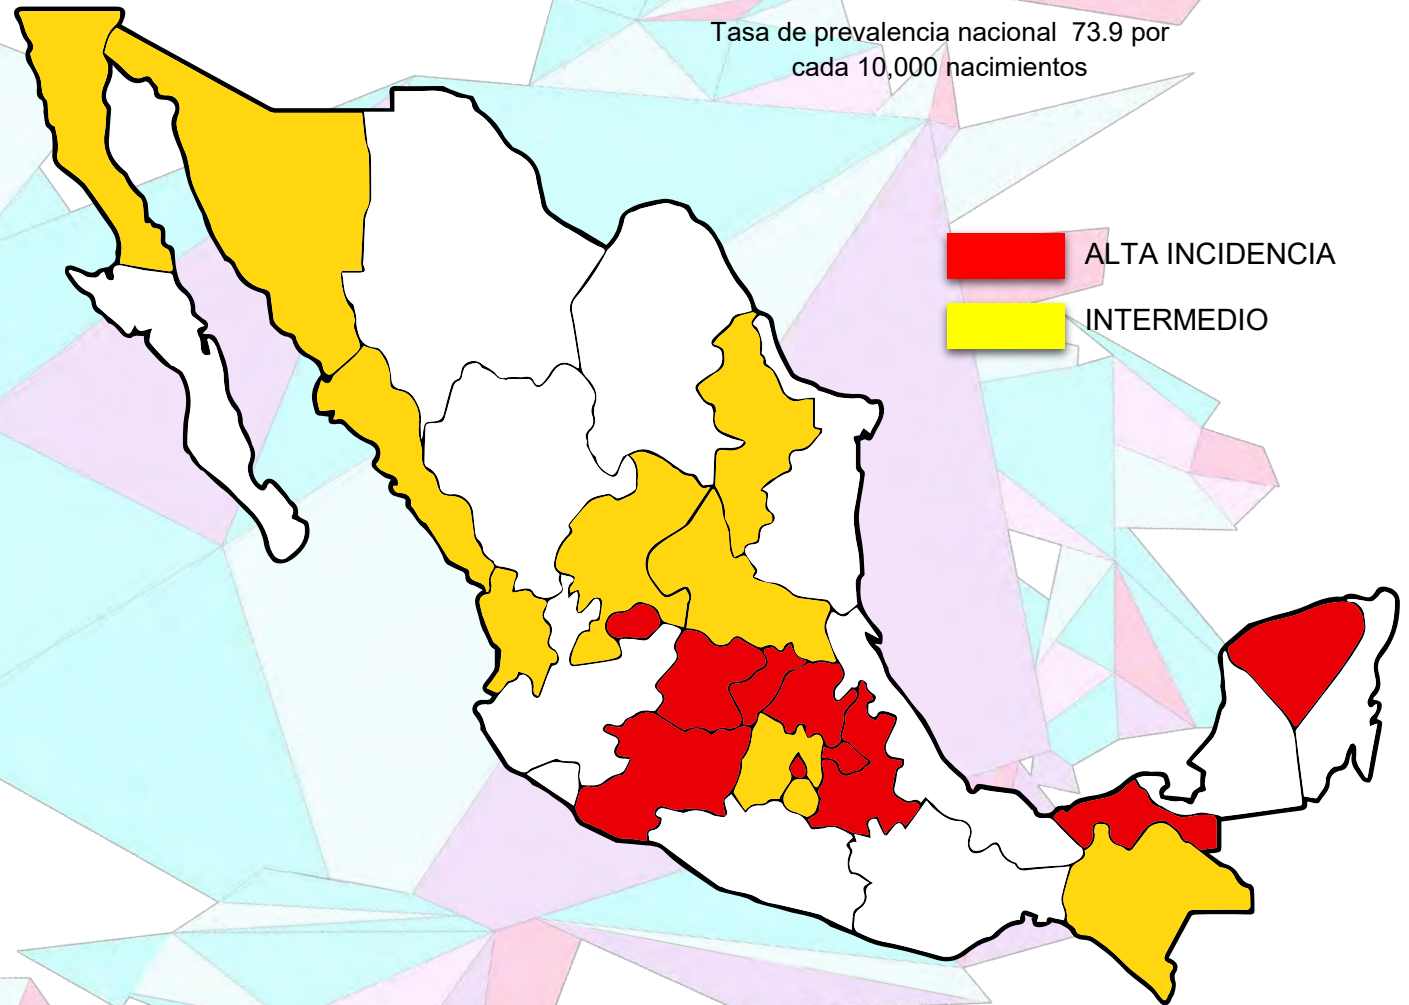 Tasa de prevalencia nacional  73.9 por
cada 10,000 nacimientos
ALTA INCIDENCIA
INTERMEDIO